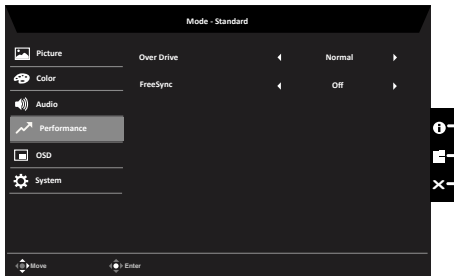 Mode - Standard
Picture
Over Drive Normal
Color
FreeSync Off
Audio
Performance
OSD
System
Move Enter